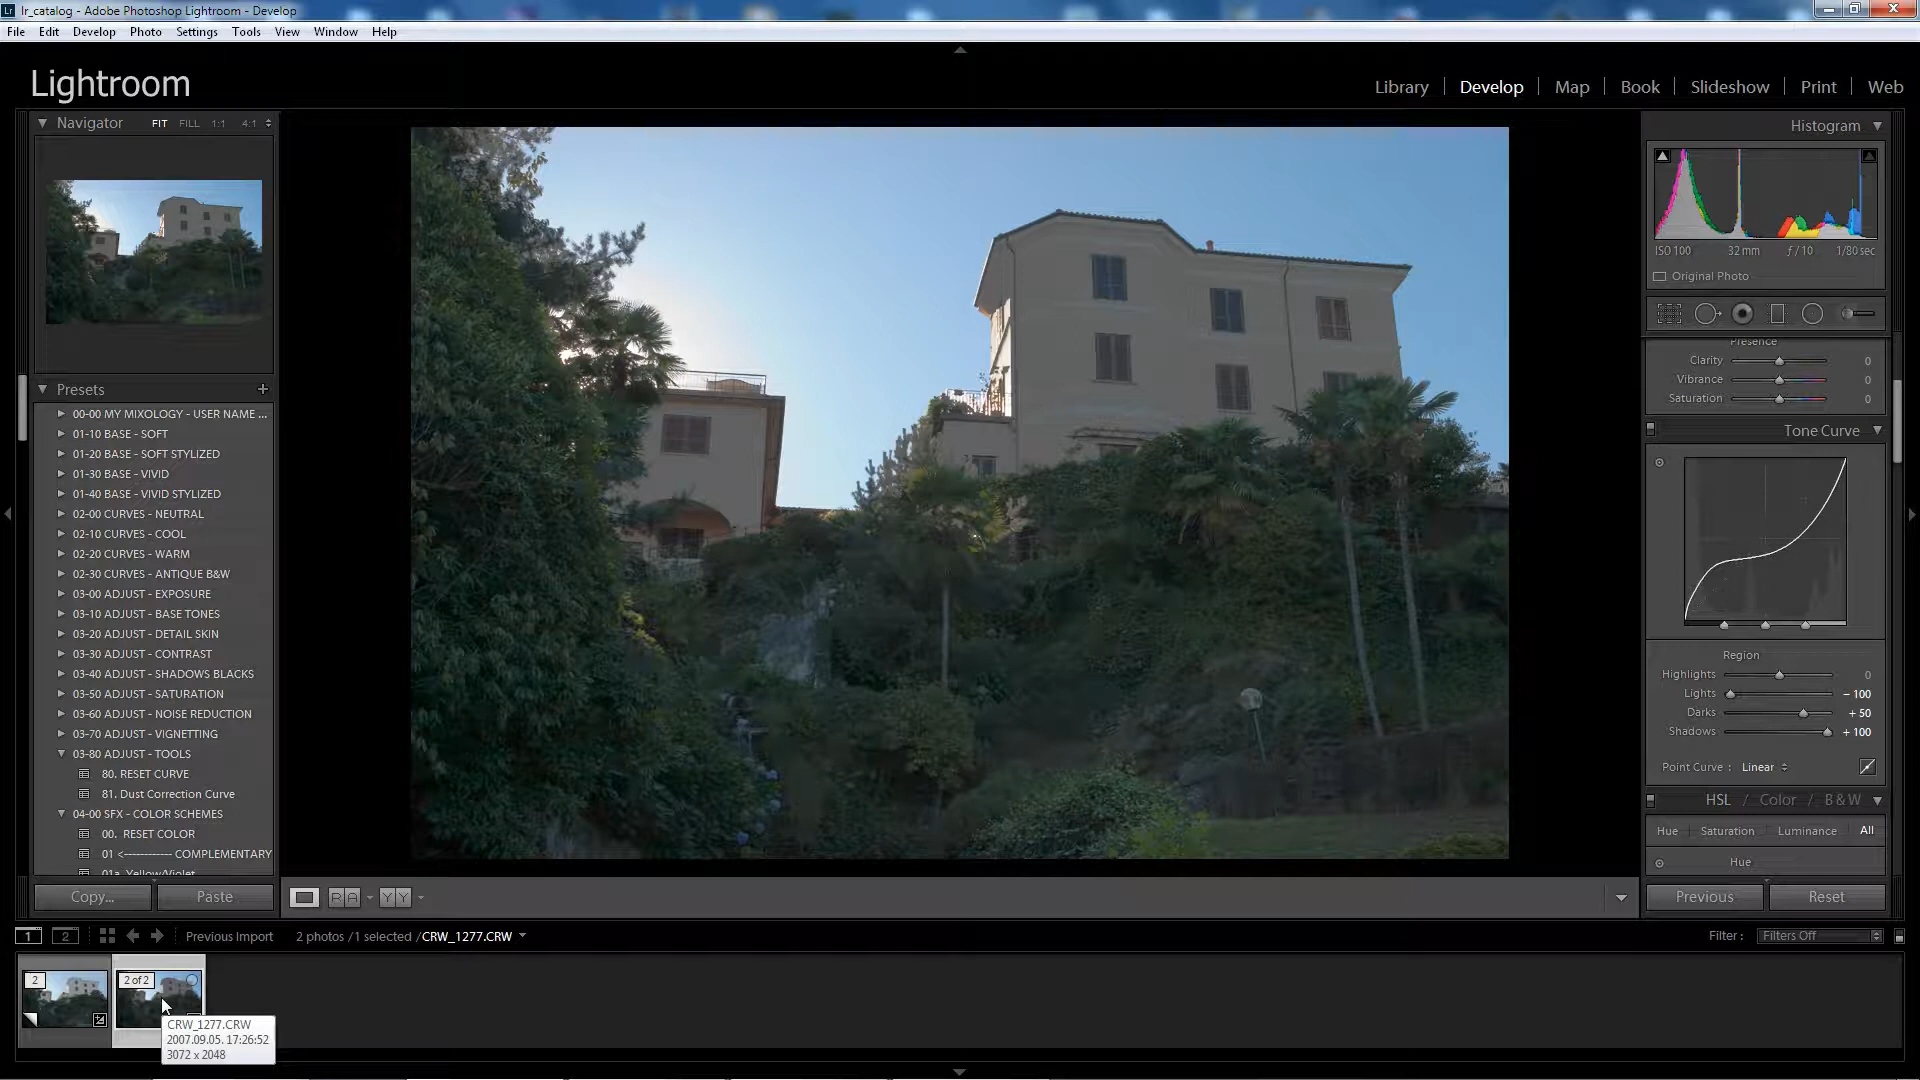 lr_catalog - Adobe Photoshop Lightroom - Develop
File Edit Develop Photo Settings Tools View Window Help
Lightroom
Library Develop Map Book Slideshow Print Web
Navigator FIT FILL 1:1 4:1
Histogram
ISO 100 32 mm ƒ / 10 1/80 sec
Original Photo
Presence
Clarity 0
Vibrance 0
Saturation 0
Tone Curve
Region
Highlights 0
Lights - 100
Darks + 50
Shadows + 100
Point Curve : Linear
HSL / Color / B & W
Hue Saturation Luminance All
Hue
Previous Reset
Presets +
00-00 MY MIXOLOGY - USER NAME ...
01-10 BASE - SOFT
01-20 BASE - SOFT STYLIZED
01-30 BASE - VIVID
01-40 BASE - VIVID STYLIZED
02-00 CURVES - NEUTRAL
02-10 CURVES - COOL
02-20 CURVES - WARM
02-30 CURVES - ANTIQUE B&W
03-00 ADJUST - EXPOSURE
03-10 ADJUST - BASE TONES
03-20 ADJUST - DETAIL SKIN
03-30 ADJUST - CONTRAST
03-40 ADJUST - SHADOWS BLACKS
03-50 ADJUST - SATURATION
03-60 ADJUST - NOISE REDUCTION
03-70 ADJUST - VIGNETTING
03-80 ADJUST - TOOLS
80. RESET CURVE
81. Dust Correction Curve
04-00 SFX - COLOR SCHEMES
00. RESET COLOR
01 <------------ COMPLEMENTARY
01a. Yellow/Violet
Copy... Paste
R A Y Y
1 2 Previous Import 2 photos / 1 selected / CRW_1277.CRW
Filter : Filters Off
2
2 of 2
CRW_1277.CRW
2007.09.05. 17:26:52
3072 x 2048